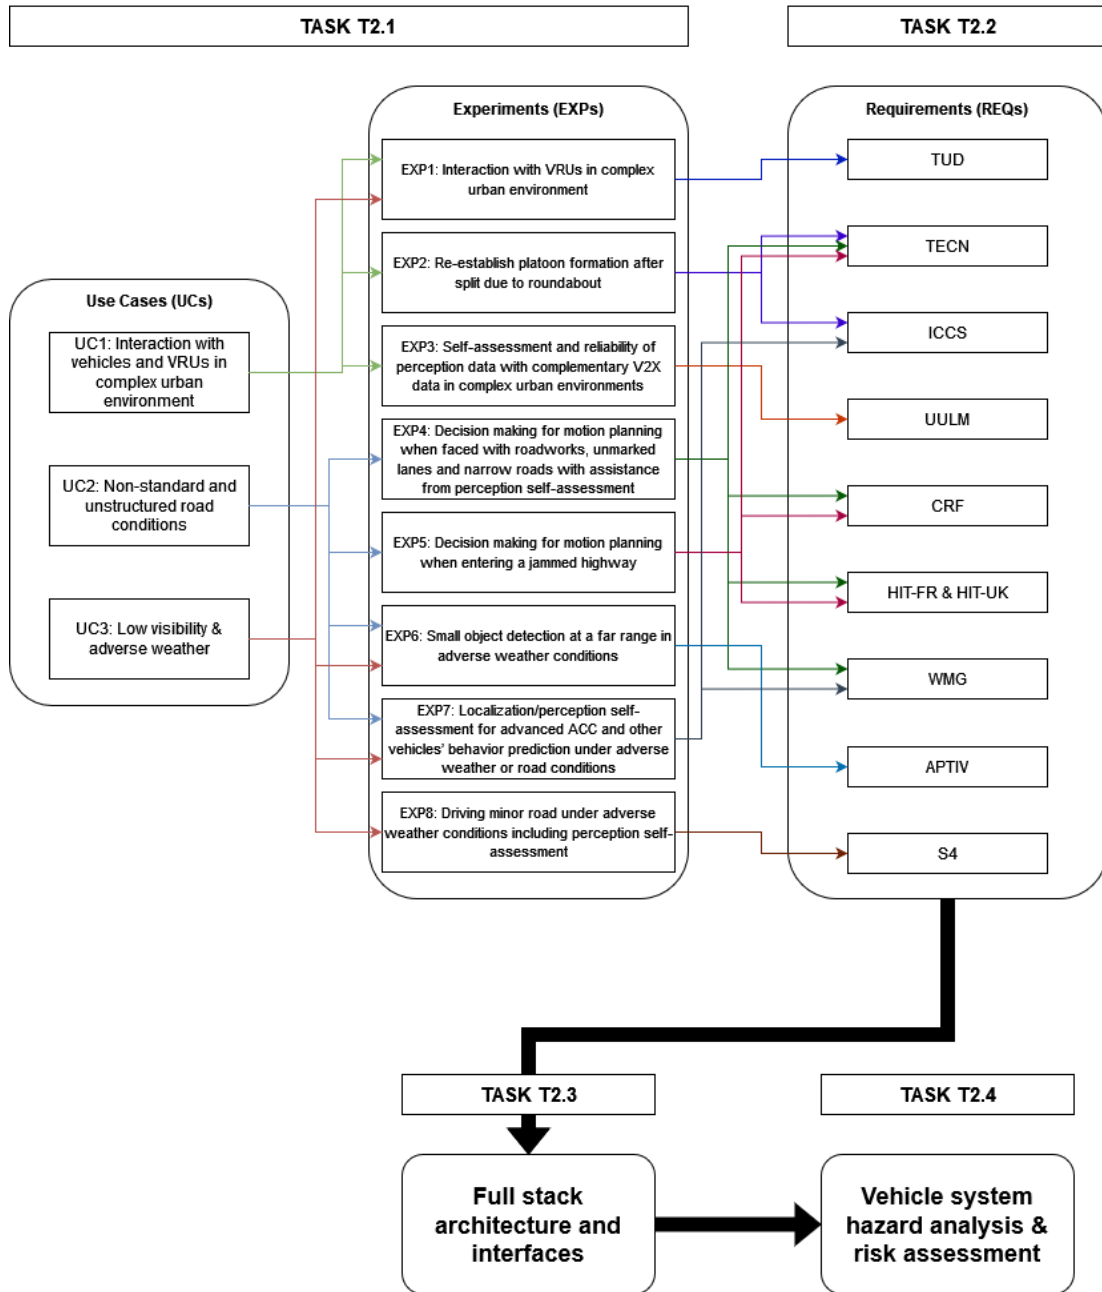 TASK T2.1
TASK T2.2
Experiments (EXPs)
Requirements (REQs)
EXP1: Interaction with VRUs in complex
urban environment
TUD
EXP2: Re-establish platoon formation after
split due to roundabout
TECN
Use Cases (UCs)
UC1: Interaction with
vehicles and VRUs in
complex urban
environment
EXP3: Self-assessment and reliability of
perception data with complementary V2X
data in complex urban environments
ICCS
UULM
EXP4: Decision making for motion planning
when faced with roadworks, unmarked
lanes and narrow roads with assistance
from perception self-assessment
UC2: Non-standard and
unstructured road
conditions
CRF
EXP5: Decision making for motion planning
when entering a jammed highway
HIT-FR & HIT-UK
UC3: Low visibility &
adverse weather
EXP6: Small object detection at a far range in
adverse weather conditions
WMG
EXP7: Localization/perception self-
assessment for advanced ACC and other
vehicles' behavior prediction under adverse
weather or road conditions
APTIV
EXP8: Driving minor road under adverse
weather conditions including perception self-
assessment
S4
TASK T2.3
TASK T2.4
Full stack
architecture and
interfaces
Vehicle system
hazard analysis &
risk assessment